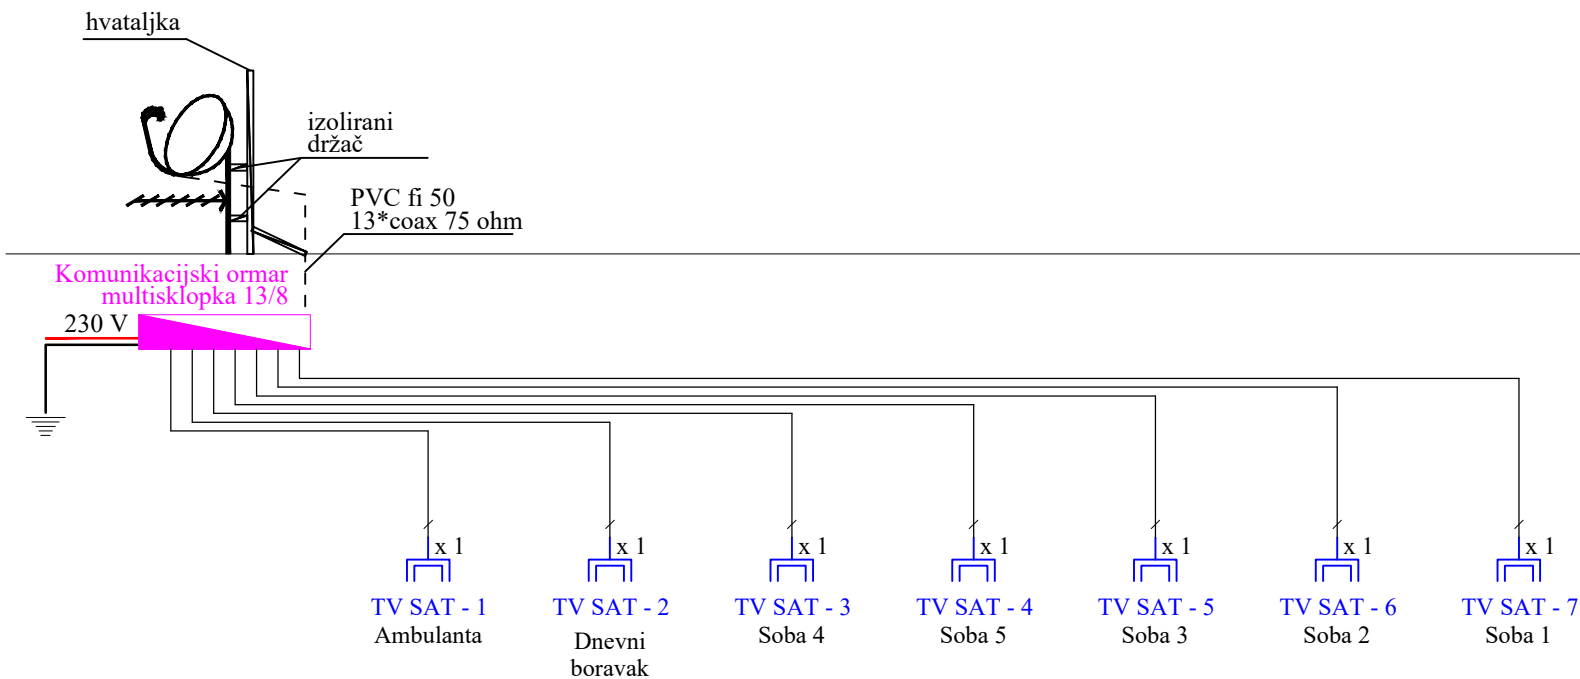 hvataljka
izolirani
držač
PVC fi 50
13*coax 75 ohm
Komunikacijski ormar
multisklopka 13/8
230 V
x 1
x 1
x 1
x 1
x 1
x 1
x 1
TV SAT - 1
TV SAT - 2
TV SAT - 3
TV SAT - 4
TV SAT - 5
TV SAT - 6
TV SAT - 7
Ambulanta
Dnevni
boravak
Soba 4
Soba 5
Soba 3
Soba 2
Soba 1